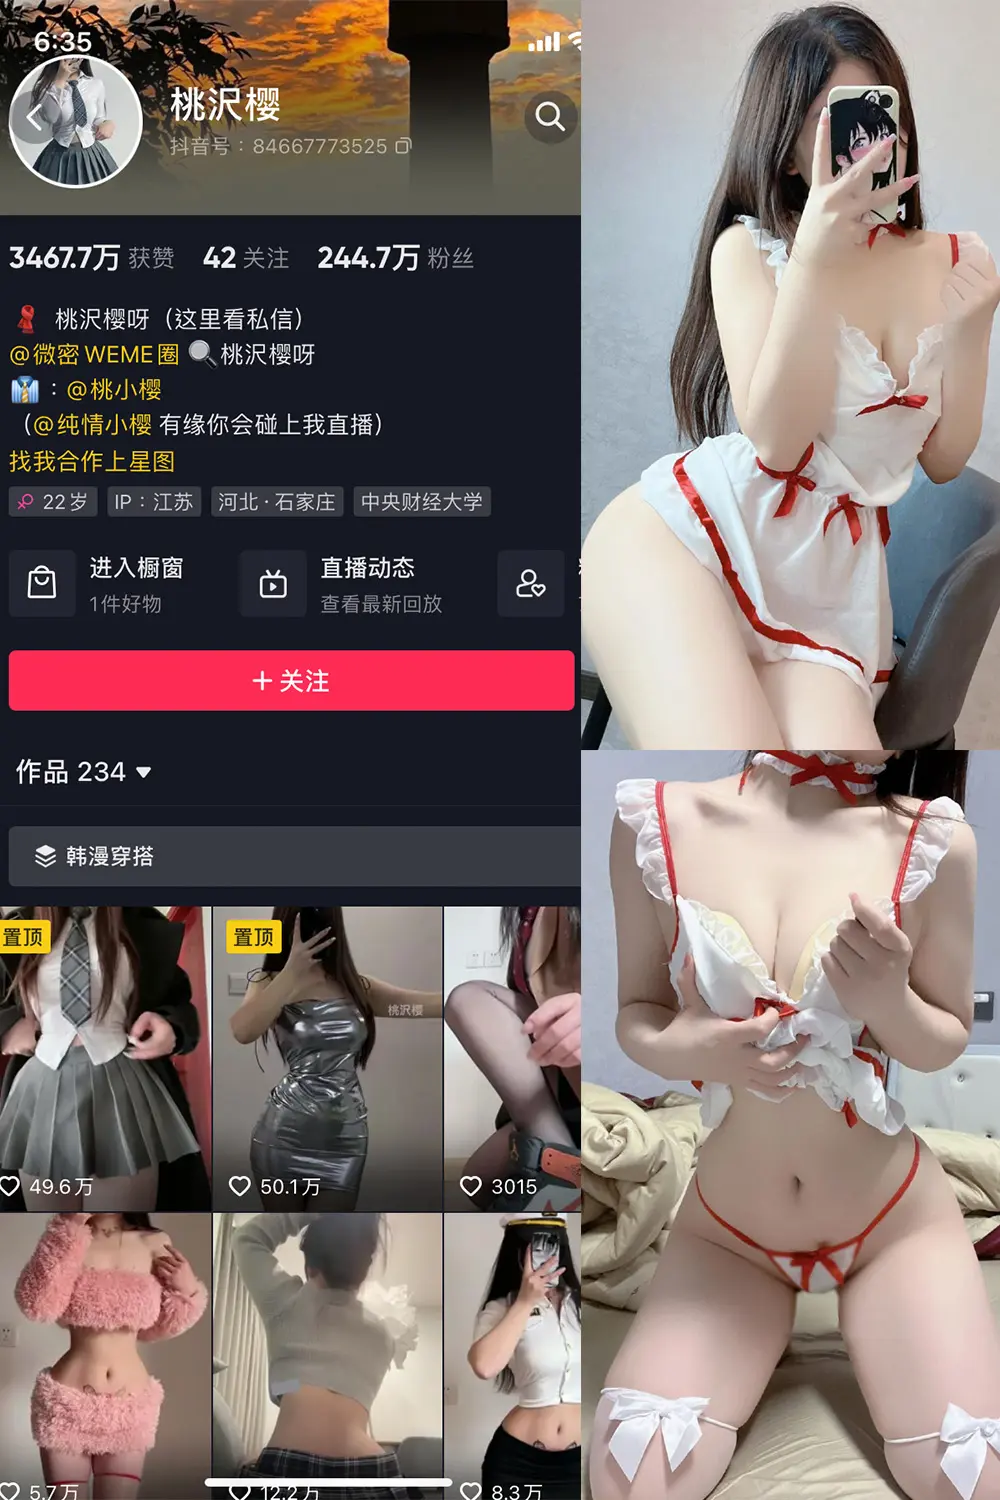 6:35
桃沢樱
抖音号：84667773525
3467.7万 获赞 42 关注 244.7万 粉丝
桃沢樱呀（这里看私信）
@微密WEME圈 🔍桃沢樱呀
：@桃小樱
（@纯情小樱 有缘你会碰上我直播）
找我合作上星图
22岁 IP：江苏 河北·石家庄 中央财经大学
进入橱窗 直播动态
1件好物 查看最新回放
+ 关注
作品 234
韩漫穿搭
置顶 置顶
桃沢樱
49.6万 50.1万 3015
5.7万 12.2万 8.3万